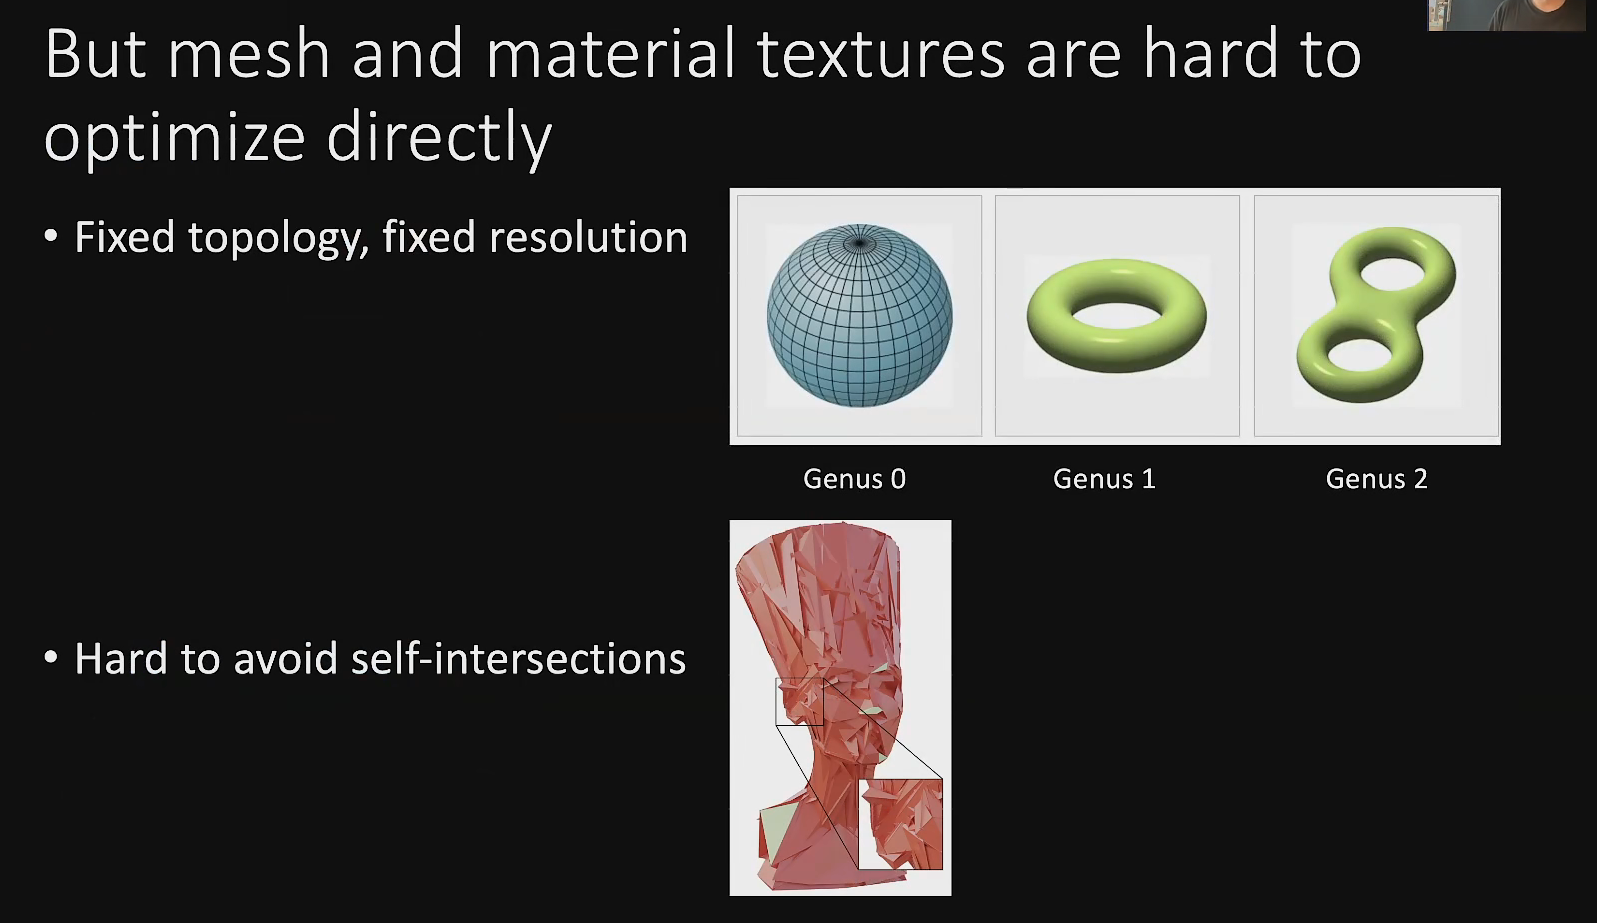 But mesh and material textures are hard to
optimize directly
• Fixed topology, fixed resolution
Genus 0
Genus 1
Genus 2
• Hard to avoid self-intersections